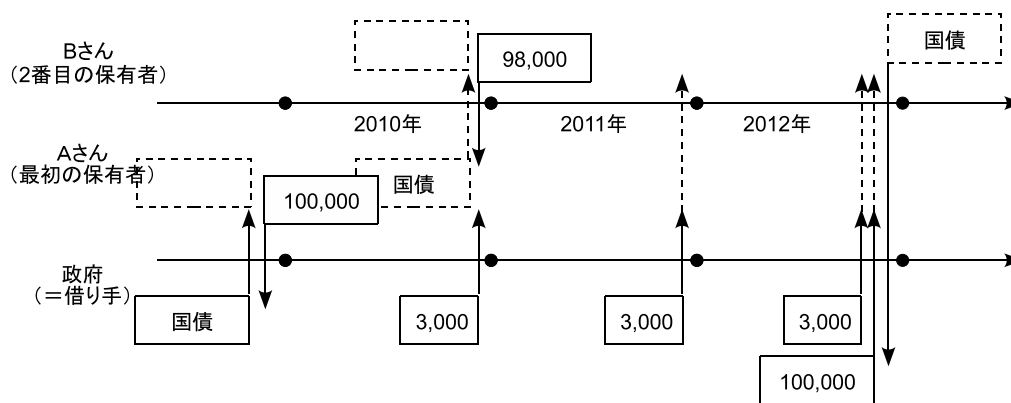 Bさん
（2番目の保有者）
98,000
国債
2010年
2011年
2012年
Aさん
（最初の保有者）
100,000
国債
政府
（＝借り手）
国債
3,000
3,000
3,000
100,000